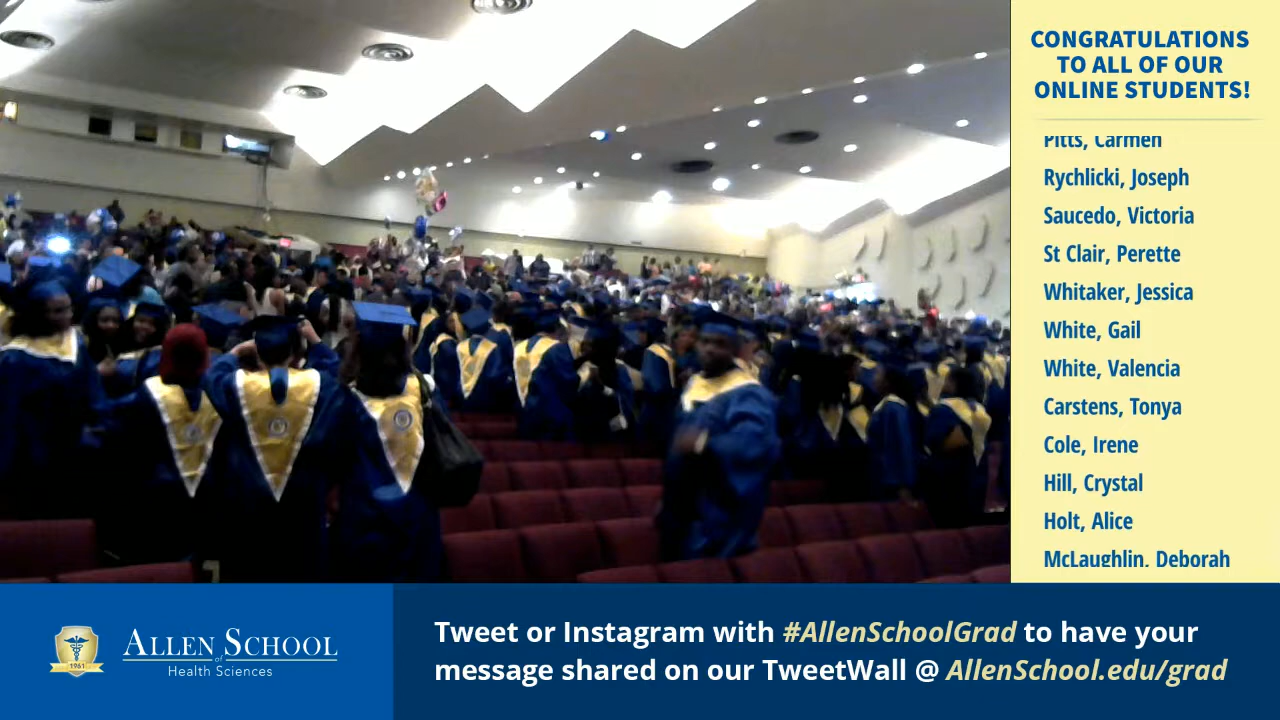 CONGRATULATIONS
TO ALL OF OUR
ONLINE STUDENTS!
Pitts, Carmen
Rychlicki, Joseph
Saucedo, Victoria
St Clair, Perette
Whitaker, Jessica
White, Gail
White, Valencia
Carstens, Tonya
Cole, Irene
Hill, Crystal
Holt, Alice
McLaughlin, Deborah
1961
ALLEN SCHOOL
of
Health Sciences
Tweet or Instagram with #AllenSchoolGrad to have your
message shared on our TweetWall @ AllenSchool.edu/grad